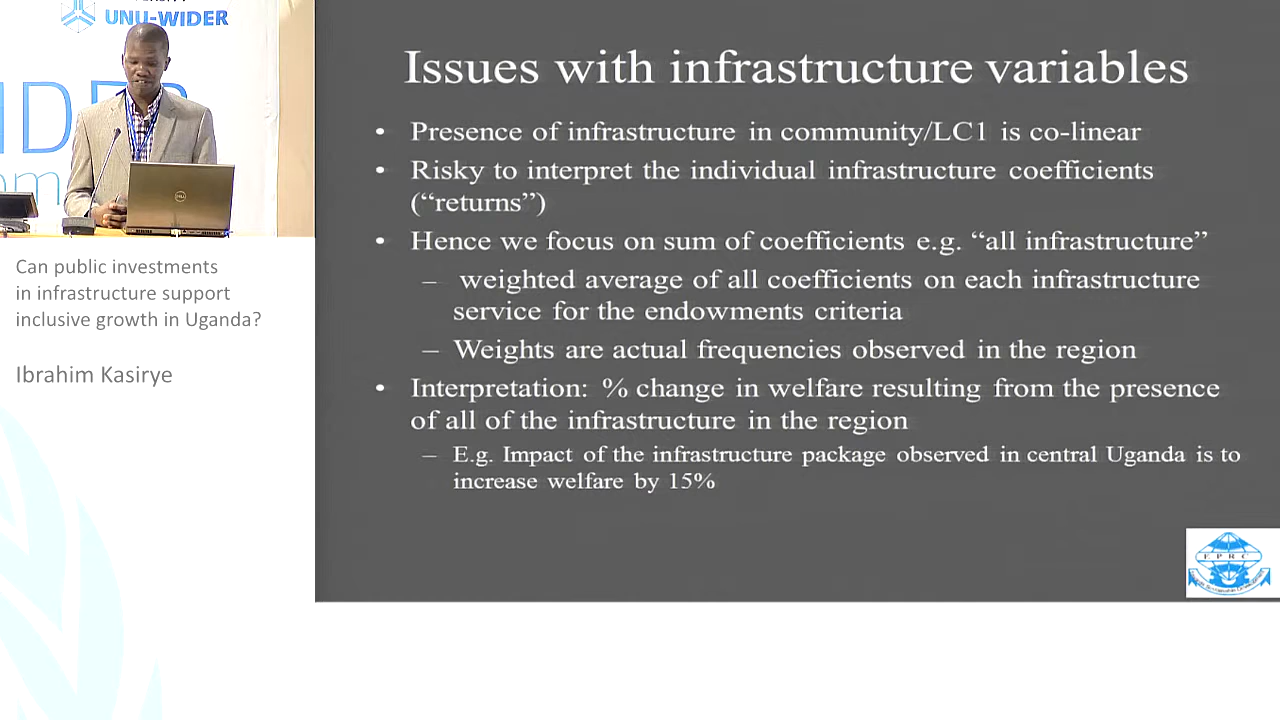 UNU-WIDER
Can public investments
in infrastructure support
inclusive growth in Uganda?
Ibrahim Kasirye
Issues with infrastructure variables
• Presence of infrastructure in community/LC1 is co-linear
• Risky to interpret the individual infrastructure coefficients
(“returns”)
• Hence we focus on sum of coefficients e.g. “all infrastructure”
– weighted average of all coefficients on each infrastructure
service for the endowments criteria
– Weights are actual frequencies observed in the region
• Interpretation: % change in welfare resulting from the presence
of all of the infrastructure in the region
– E.g. Impact of the infrastructure package observed in central Uganda is to
increase welfare by 15%
E P R C